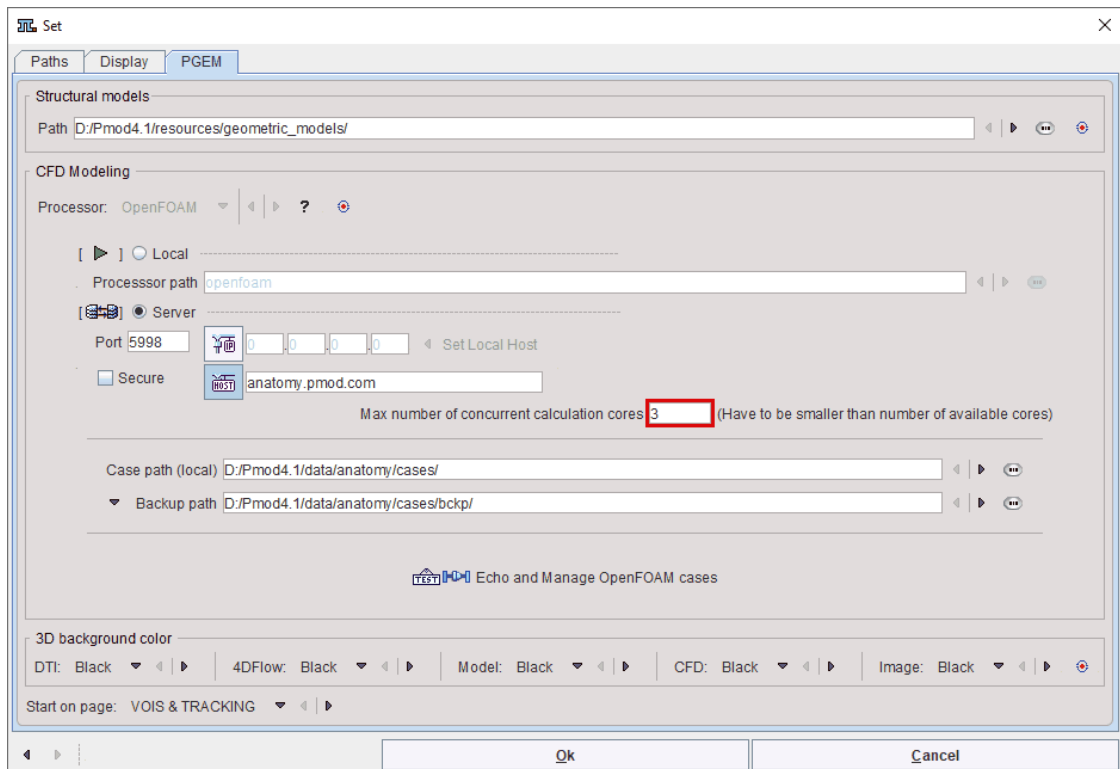 Set
Paths Display PGEM
Structural models
Path D:/Pmod4.1/resources/geometric_models/
CFD Modeling
Processor: OpenFOAM ?
[ ] Local
Processsor path openfoam
[ ] Server
Port 5998 IP 0 .0 .0 .0 Set Local Host
Secure HOST anatomy.pmod.com
Max number of concurrent calculation cores 3 (Have to be smaller than number of available cores)
Case path (local) D:/Pmod4.1/data/anatomy/cases/
Backup path D:/Pmod4.1/data/anatomy/cases/bckp/
TEST Echo and Manage OpenFOAM cases
3D background color
DTI: Black 4DFlow: Black Model: Black CFD: Black Image: Black
Start on page: VOIS & TRACKING
Ok Cancel